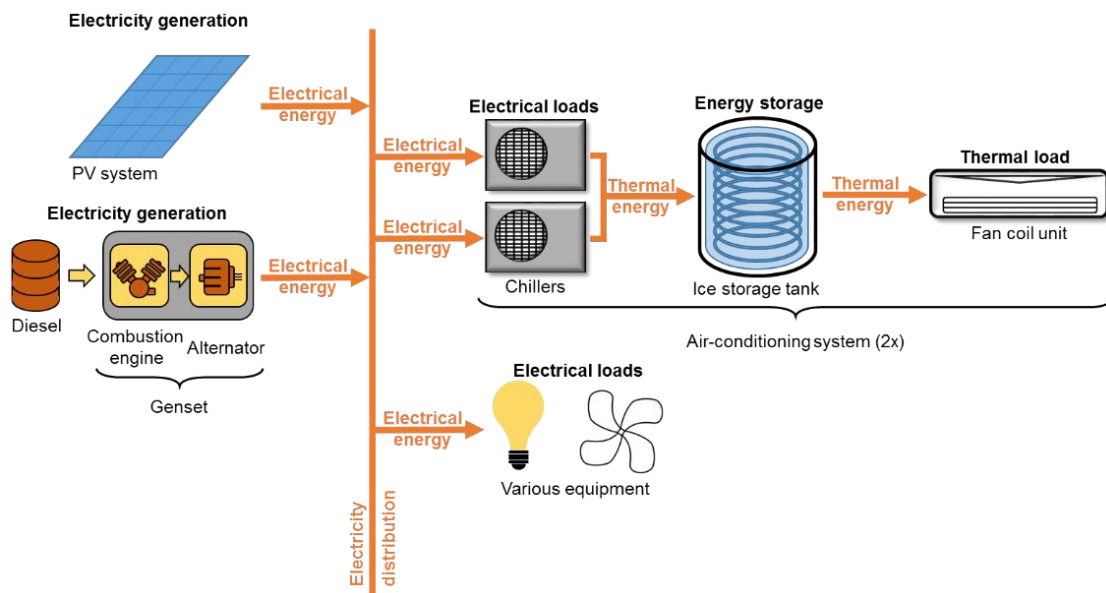 Electricity generation
PV system
Electrical
energy
Electricity generation
Diesel
Combustion
engine
Alternator
Genset
Electrical
energy
Electricity
distribution
Electrical
energy
Electrical
energy
Electrical loads
Chillers
Thermal
energy
Energy storage
Ice storage tank
Thermal
energy
Thermal load
Fan coil unit
Air-conditioning system (2x)
Electrical
energy
Electrical loads
Various equipment